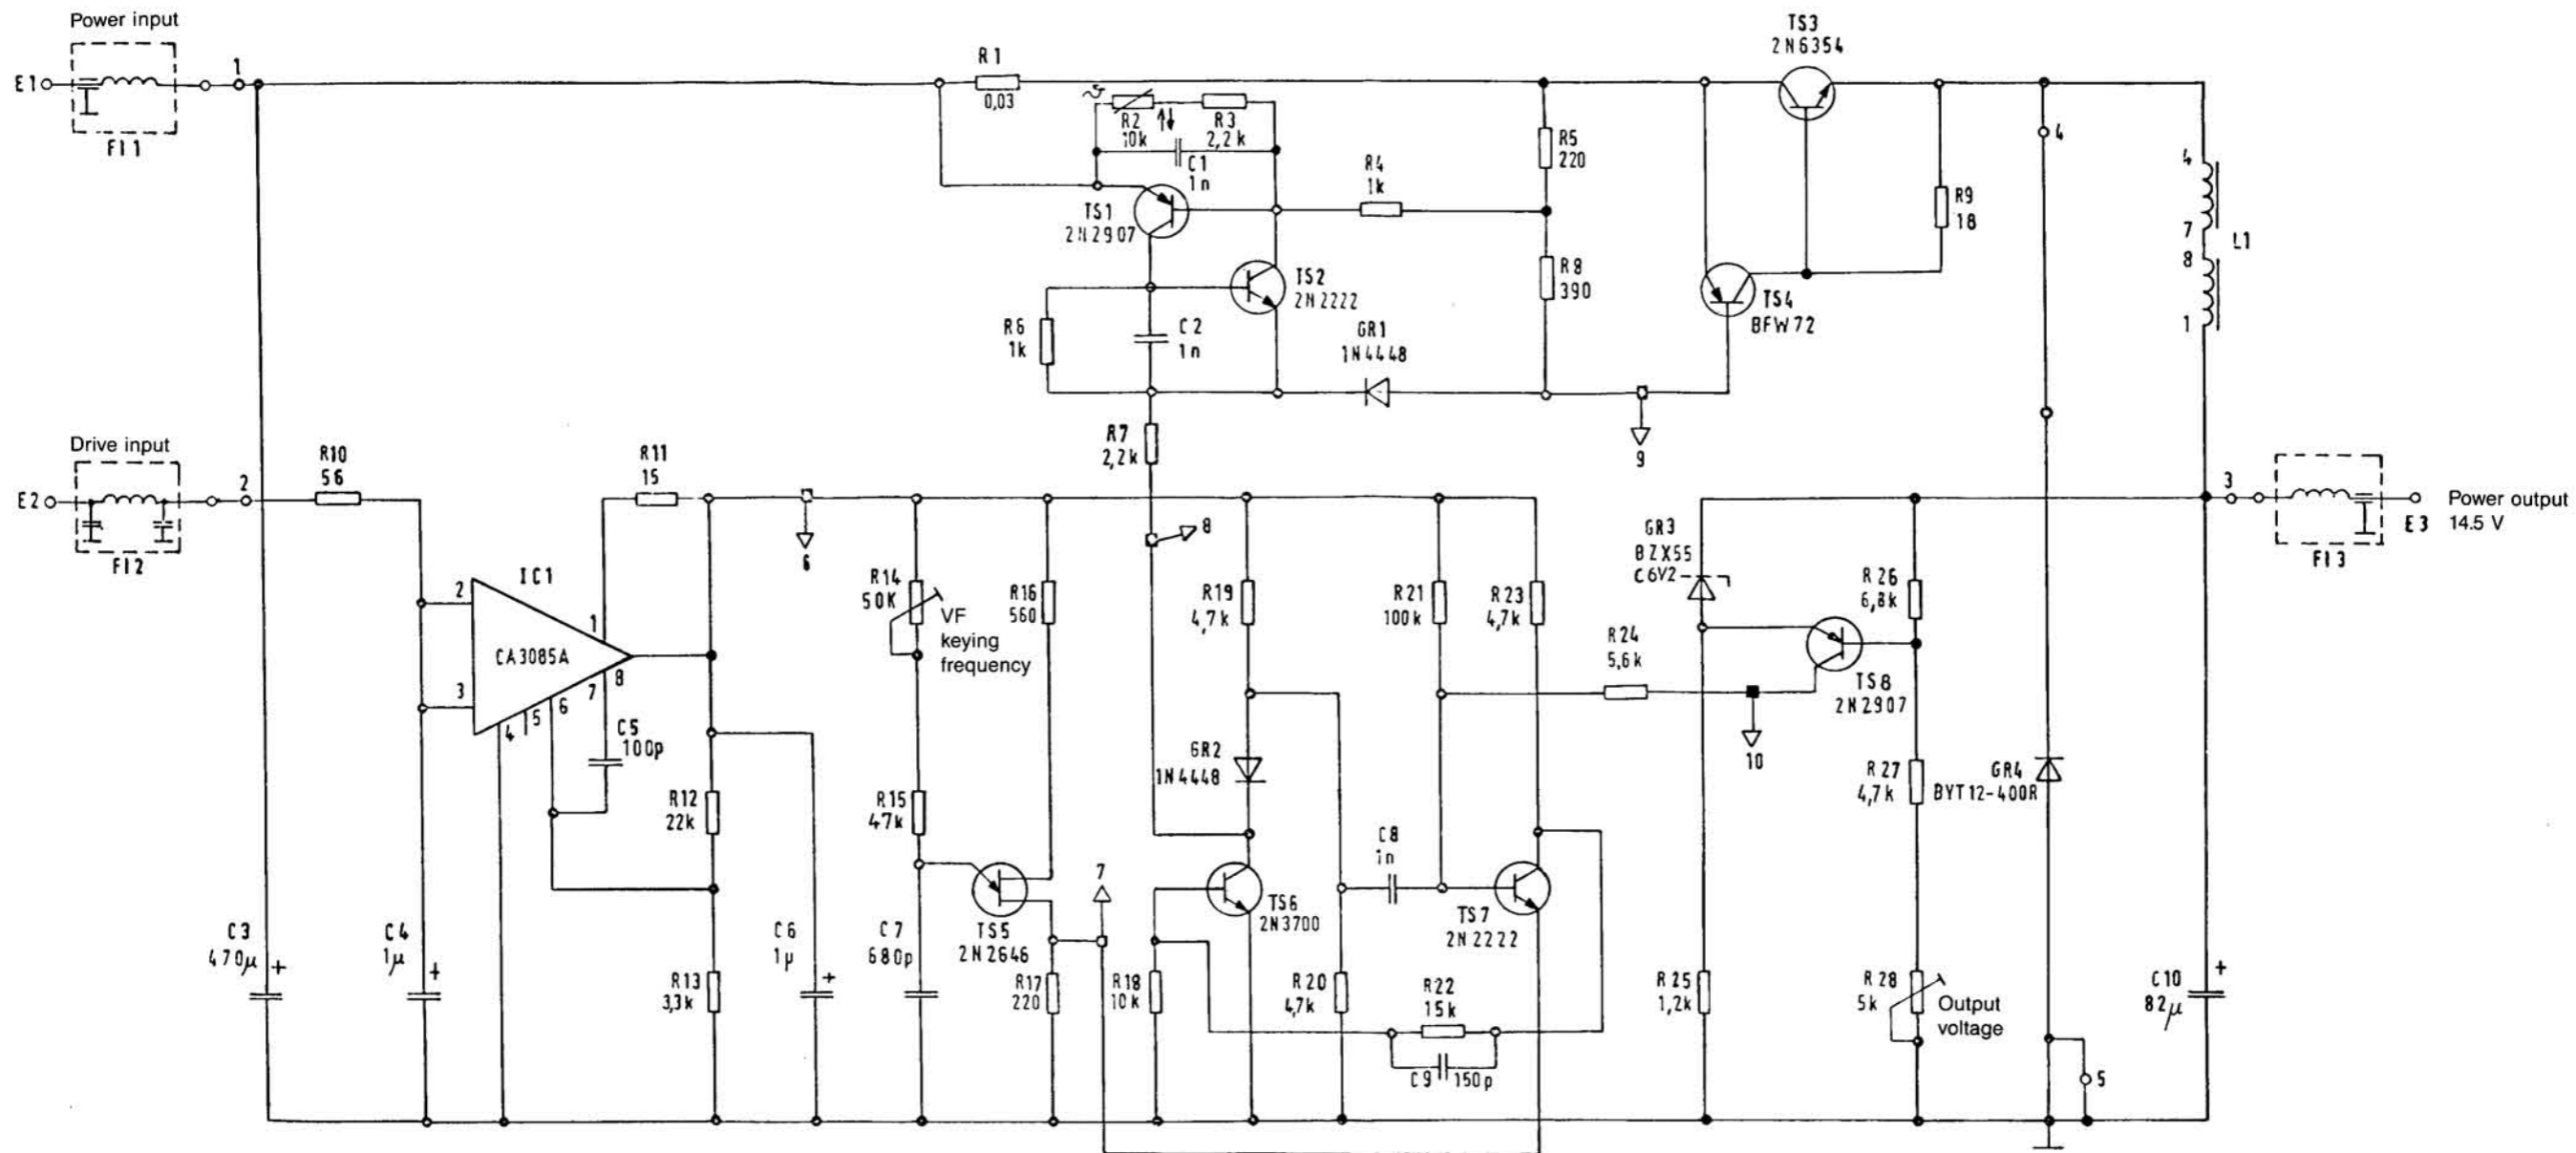 Power input
E1
FI1
1
R1
0,03
TS3
2N6354
R2
10k
R3
2,2k
C1
1n
R4
1k
R5
220
TS1
2N2907
R9
18
4
4
7
L1
8
1
TS2
2N2222
R8
390
TS4
BFW72
R6
1k
C2
1n
GR1
1N4448
R7
2,2k
9
Drive input
E2
FI2
2
R10
56
R11
15
6
8
3
E3
FI3
Power output
14.5 V
GR3
BZX55
C6V2
IC1
CA3085A
2
3
1
8
7
6
5
4
C5
100p
R14
50K
VF
keying
frequency
R16
560
R19
4,7k
R21
100k
R23
4,7k
R24
5,6k
R26
6,8k
TS8
2N2907
10
R12
22k
R15
47k
GR2
1N4448
C8
1n
R27
4,7k
GR4
BYT12-400R
7
C3
470µ
+
C4
1µ
+
R13
3,3k
C6
1µ
+
C7
680p
TS5
2N2646
R17
220
R18
10k
TS6
2N3700
R20
4,7k
TS7
2N2222
R22
15k
C9
150p
R25
1,2k
R28
5k
Output
voltage
5
C10
82µ
+